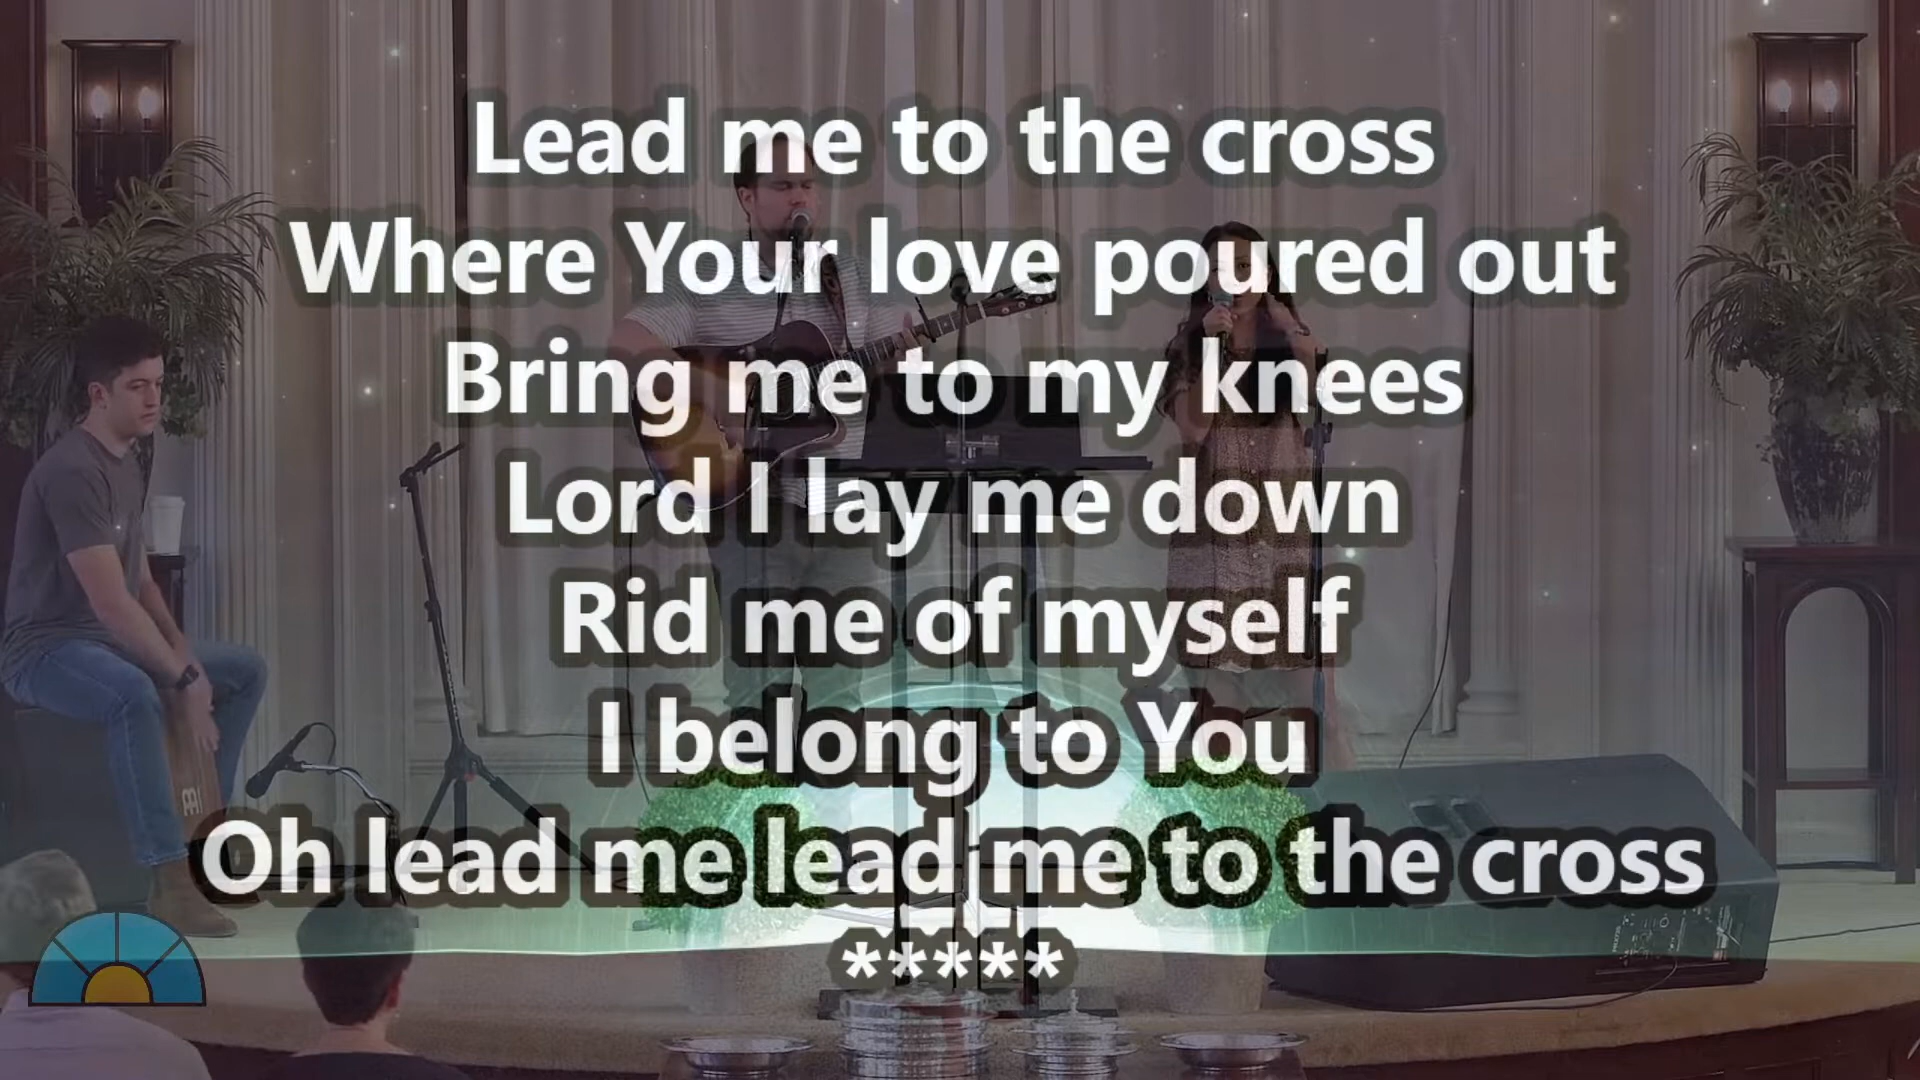 Lead me to the cross
Where Your love poured out
Bring me to my knees
Lord I lay me down
Rid me of myself
I belong to You
Oh lead me lead me to the cross
*****